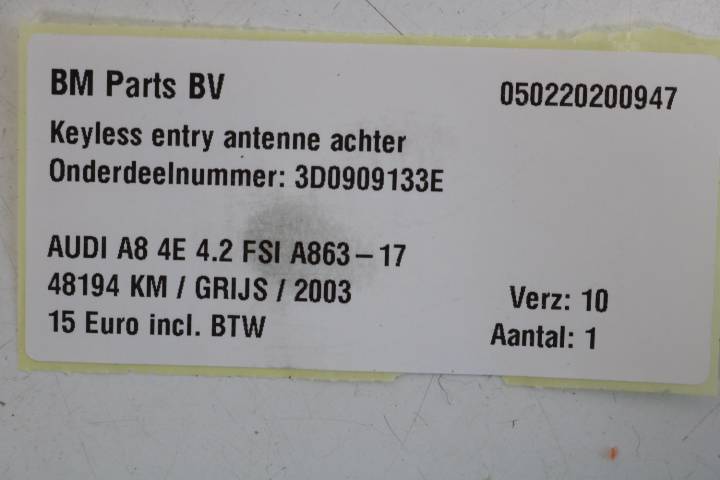 BM Parts BV
050220200947
Keyless entry antenne achter
Onderdeelnummer: 3D0909133E
AUDI A8 4E 4.2 FSI A863-17
48194 KM / GRIJS / 2003
Verz: 10
15 Euro incl. BTW
Aantal: 1